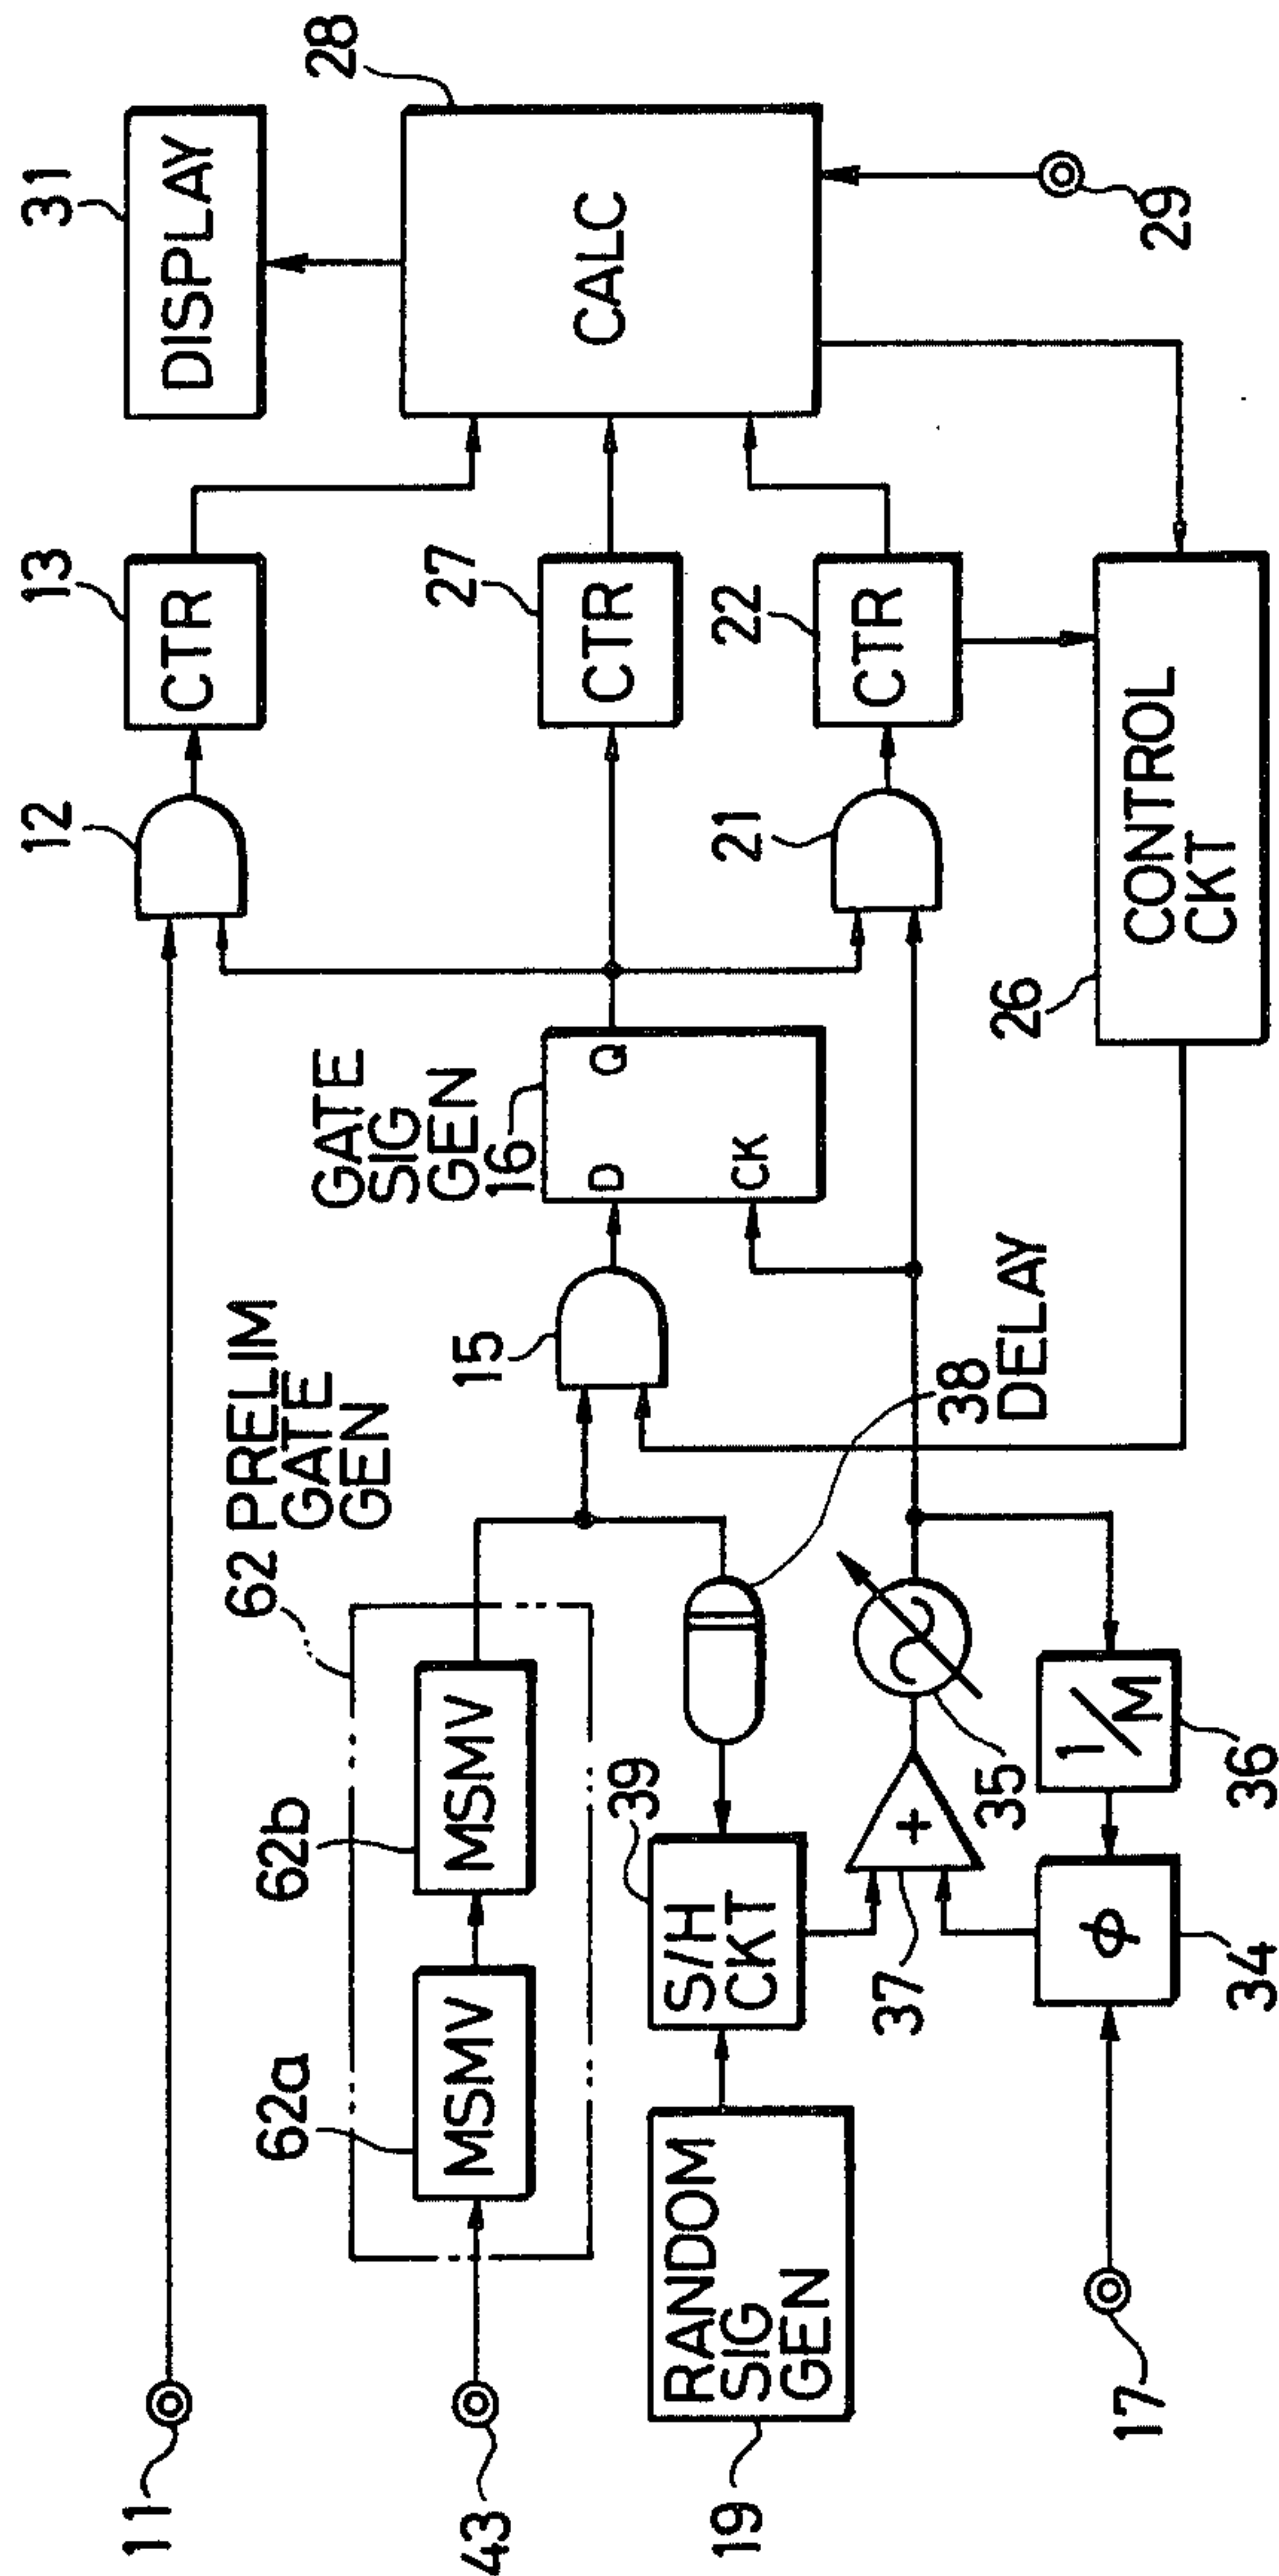 11
12
13
CTR
31
DISPLAY
43
62 PRELIM
GATE
GEN
62a
MSMV
62b
MSMV
15
GATE
SIG
GEN
16
D
Q
CK
27
CTR
28
CALC
29
19
RANDOM
SIG
GEN
39
S/H
CKT
38
DELAY
21
22
CTR
37
+
35
17
34
ϕ
36
1/M
26
CONTROL
CKT